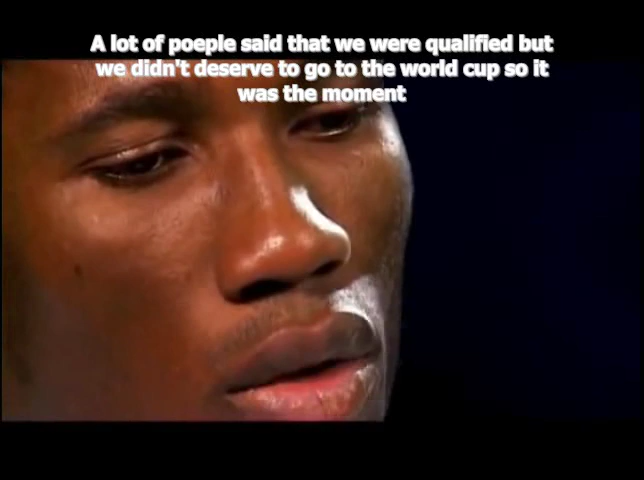 A lot of poeple said that we were qualified but
we didn't deserve to go to the world cup so it
was the moment